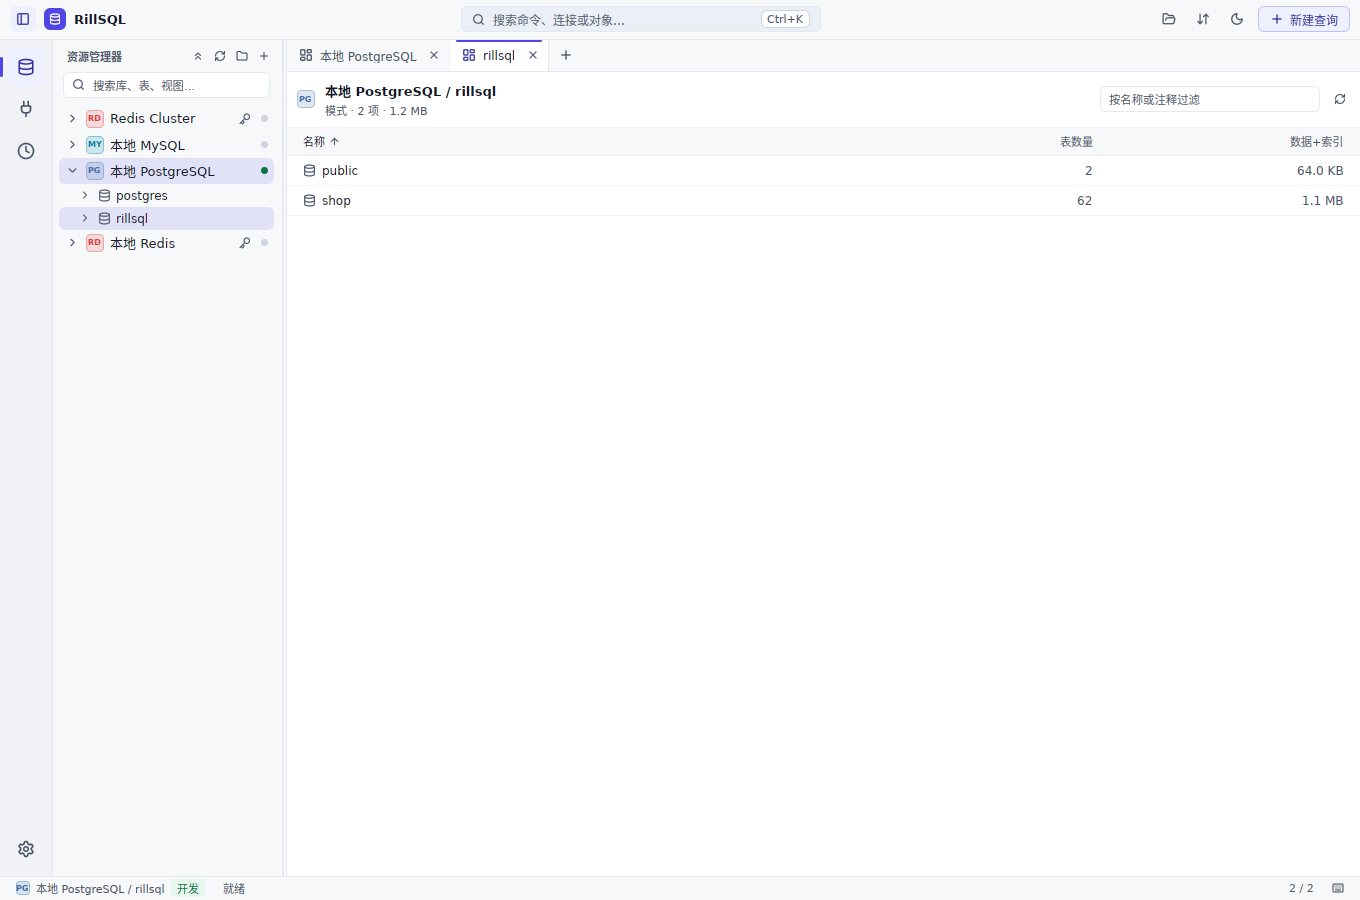 RillSQL
搜索命令、连接或对象...
Ctrl+K
新建查询
资源管理器
搜索库、表、视图...
RD Redis Cluster
MY 本地 MySQL
PG 本地 PostgreSQL
postgres
rillsql
RD 本地 Redis
本地 PostgreSQL
rillsql
PG
本地 PostgreSQL / rillsql
模式 · 2 项 · 1.2 MB
按名称或注释过滤
名称 表数量 数据+索引
public 2 64.0 KB
shop 62 1.1 MB
PG 本地 PostgreSQL / rillsql 开发 就绪 2 / 2